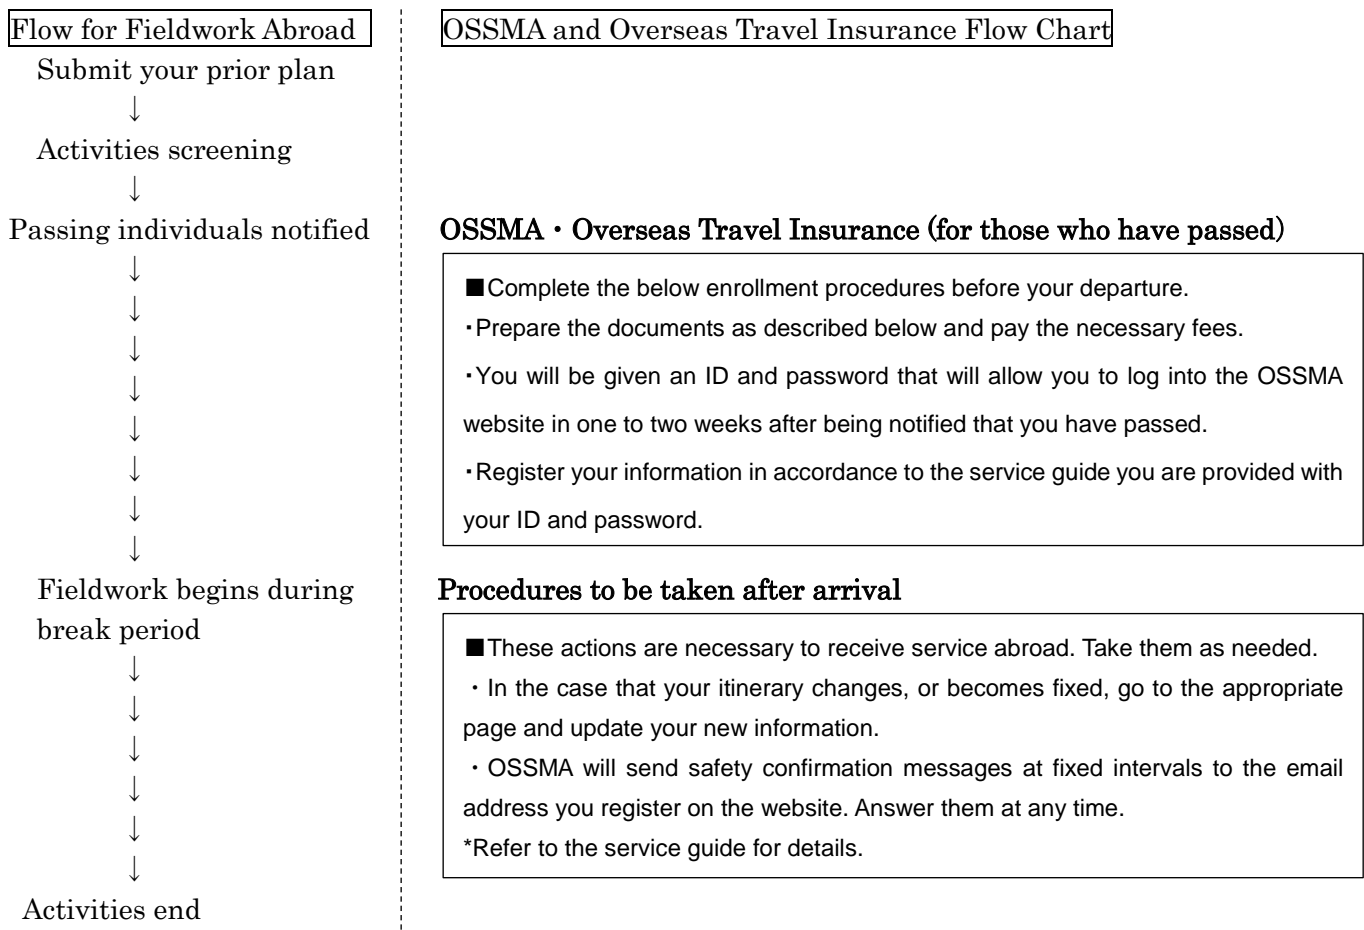 Flow for Fieldwork Abroad
Submit your prior plan
↓
Activities screening
↓
Passing individuals notified
↓
↓
↓
↓
↓
↓
↓
↓
Fieldwork begins during
break period
↓
↓
↓
↓
↓
↓
Activities end
OSSMA and Overseas Travel Insurance Flow Chart
OSSMA・Overseas Travel Insurance (for those who have passed)
■Complete the below enrollment procedures before your departure.
・Prepare the documents as described below and pay the necessary fees.
・You will be given an ID and password that will allow you to log into the OSSMA
website in one to two weeks after being notified that you have passed.
・Register your information in accordance to the service guide you are provided with
your ID and password.
Procedures to be taken after arrival
■These actions are necessary to receive service abroad. Take them as needed.
・In the case that your itinerary changes, or becomes fixed, go to the appropriate
page and update your new information.
・OSSMA will send safety confirmation messages at fixed intervals to the email
address you register on the website. Answer them at any time.
*Refer to the service guide for details.